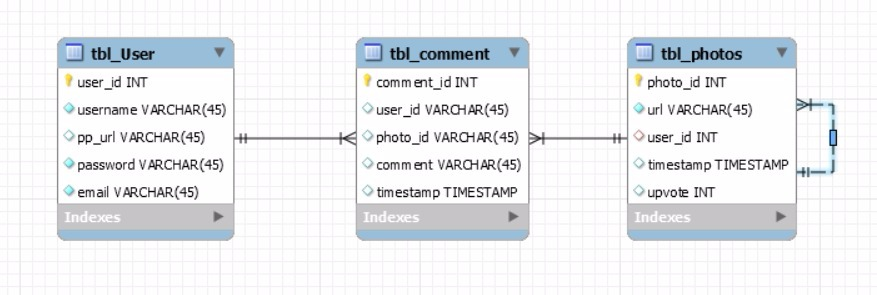 tbl_User
user_id INT
username VARCHAR(45)
pp_url VARCHAR(45)
password VARCHAR(45)
email VARCHAR(45)
Indexes
tbl_comment
comment_id INT
user_id VARCHAR(45)
photo_id VARCHAR(45)
comment VARCHAR(45)
timestamp TIMESTAMP
Indexes
tbl_photos
photo_id INT
url VARCHAR(45)
user_id INT
timestamp TIMESTAMP
upvote INT
Indexes